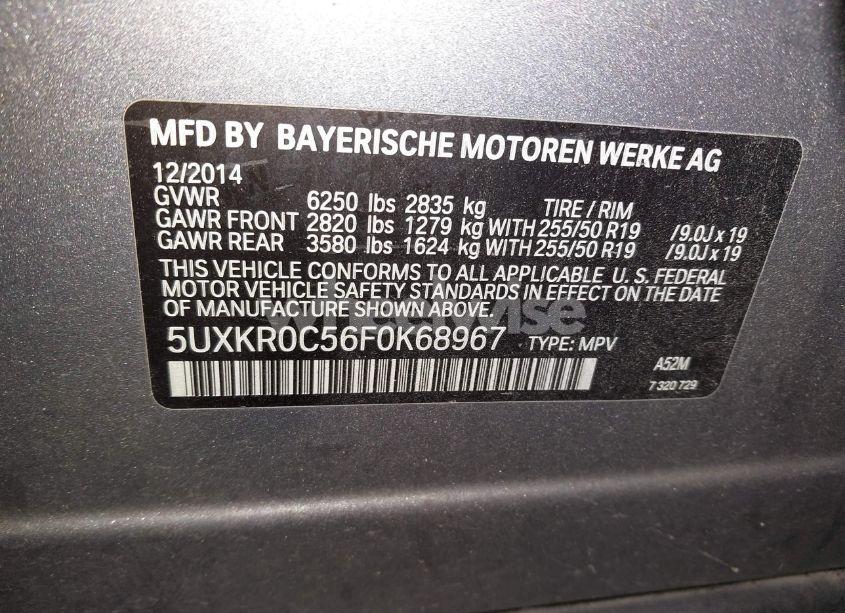 MFD BY BAYERISCHE MOTOREN WERKE AG
12/2014
GVWR 6250 lbs 2835 kg TIRE / RIM
GAWR FRONT 2820 lbs 1279 kg WITH 255/50 R19 /9.0J x 19
GAWR REAR 3580 lbs 1624 kg WITH 255/50 R19 /9.0J x 19
THIS VEHICLE CONFORMS TO ALL APPLICABLE U. S. FEDERAL
MOTOR VEHICLE SAFETY STANDARDS IN EFFECT ON THE DATE
OF MANUFACTURE SHOWN ABOVE.
5UXKR0C56F0K68967 TYPE: MPV
A52M
7 320 729